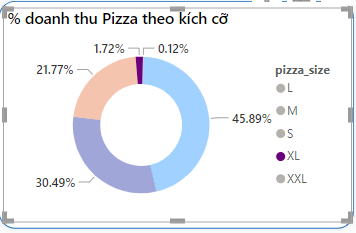 % doanh thu Pizza theo kích cỡ
1.72%
0.12%
21.77%
45.89%
30.49%
pizza_size
L
M
S
XL
XXL